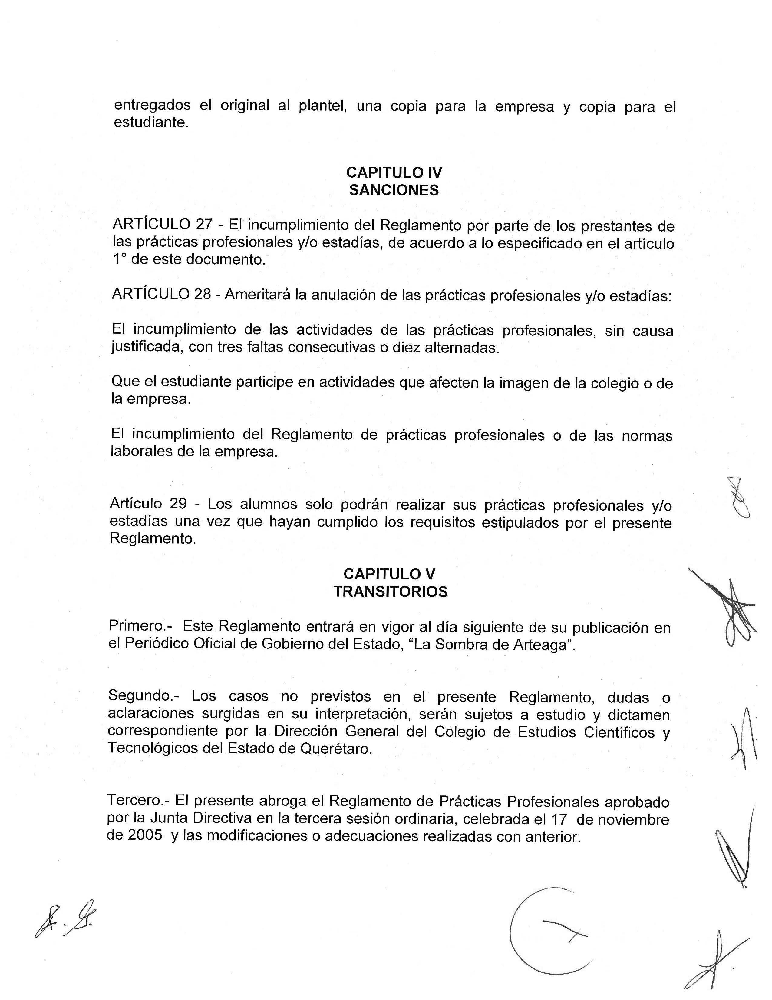 entregados el original al plantel, una copia para la empresa y copia para el
estudiante.
CAPITULO IV
SANCIONES
ARTÍCULO 27 - El incumplimiento del Reglamento por parte de los prestantes de
las prácticas profesionales y/o estadías, de acuerdo a lo especificado en el artículo
1° de este documento.
ARTÍCULO 28 - Ameritará la anulación de las prácticas profesionales y/o estadías:
El incumplimiento de las actividades de las prácticas profesionales, sin causa
justificada, con tres faltas consecutivas o diez alternadas.
Que el estudiante participe en actividades que afecten la imagen de la colegio o de
la empresa.
El incumplimiento del Reglamento de prácticas profesionales o de las normas
laborales de la empresa.
Artículo 29 - Los alumnos solo podrán realizar sus prácticas profesionales y/o
estadías una vez que hayan cumplido los requisitos estipulados por el presente
Reglamento.
CAPITULO V
TRANSITORIOS
Primero.- Este Reglamento entrará en vigor al día siguiente de su publicación en
el Periódico Oficial de Gobierno del Estado, “La Sombra de Arteaga”.
Segundo.- Los casos no previstos en el presente Reglamento, dudas o
aclaraciones surgidas en su interpretación, serán sujetos a estudio y dictamen
correspondiente por la Dirección General del Colegio de Estudios Científicos y
Tecnológicos del Estado de Querétaro.
Tercero.- El presente abroga el Reglamento de Prácticas Profesionales aprobado
por la Junta Directiva en la tercera sesión ordinaria, celebrada el 17 de noviembre
de 2005 y las modificaciones o adecuaciones realizadas con anterior.